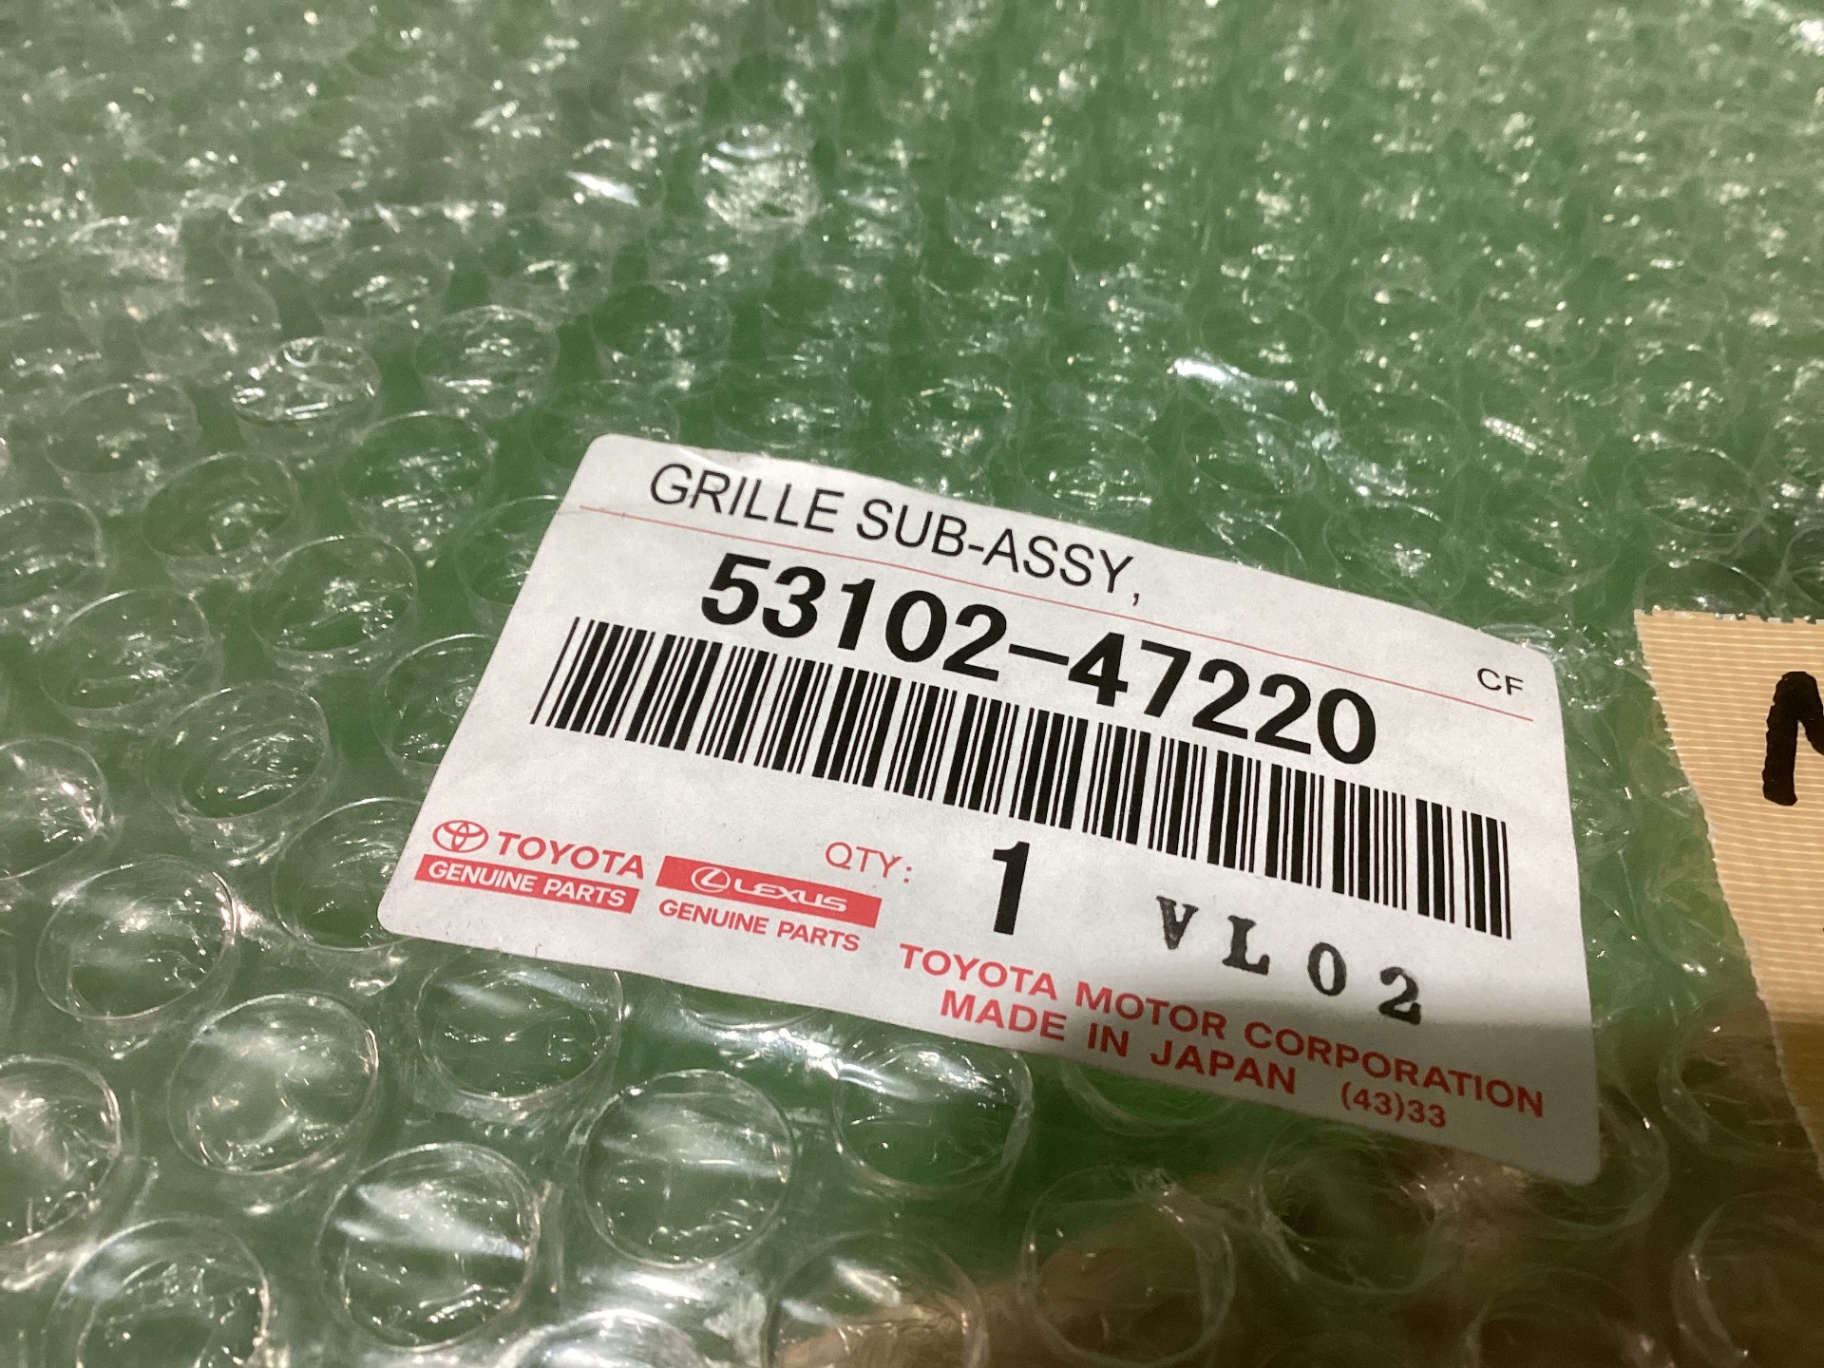 GRILLE SUB-ASSY,
CF
53102-47220
TOYOTA
GENUINE PARTS
LEXUS
GENUINE PARTS
QTY: 1
VL02
TOYOTA MOTOR CORPORATION
MADE IN JAPAN (43)33